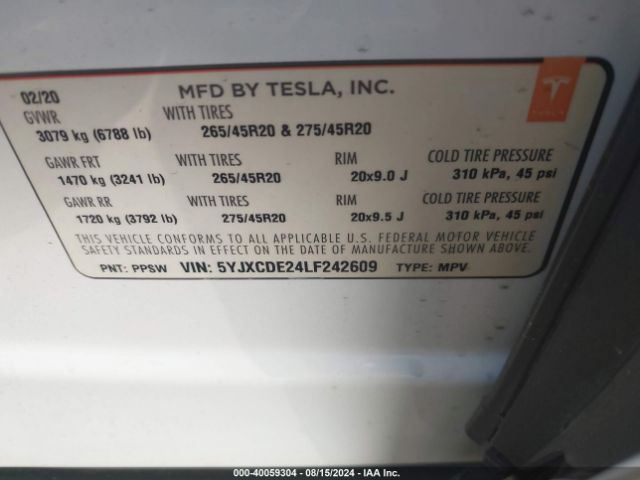 02/20 MFD BY TESLA, INC.
GVWR WITH TIRES
3079 kg (6788 lb) 265/45R20 & 275/45R20
GAWR FRT WITH TIRES RIM COLD TIRE PRESSURE
1470 kg (3241 lb) 265/45R20 20x9.0 J 310 kPa, 45 psi
GAWR RR WITH TIRES RIM COLD TIRE PRESSURE
1720 kg (3792 lb) 275/45R20 20x9.5 J 310 kPa, 45 psi
THIS VEHICLE CONFORMS TO ALL APPLICABLE U.S. FEDERAL MOTOR VEHICLE
SAFETY STANDARDS IN EFFECT ON THE DATE OF MANUFACTURE SHOWN ABOVE.
PNT: PPSW VIN: 5YJXCDE24LF242609 TYPE: MPV
TESLA
000-40059304 - 08/15/2024 - IAA Inc.